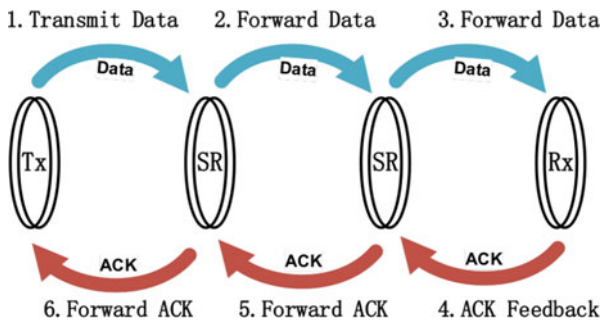 1.Transmit Data 2.Forward Data 3.Forward Data
Data Data Data
Tx SR SR Rx
ACK ACK ACK
6.Forward ACK 5.Forward ACK 4.ACK Feedback